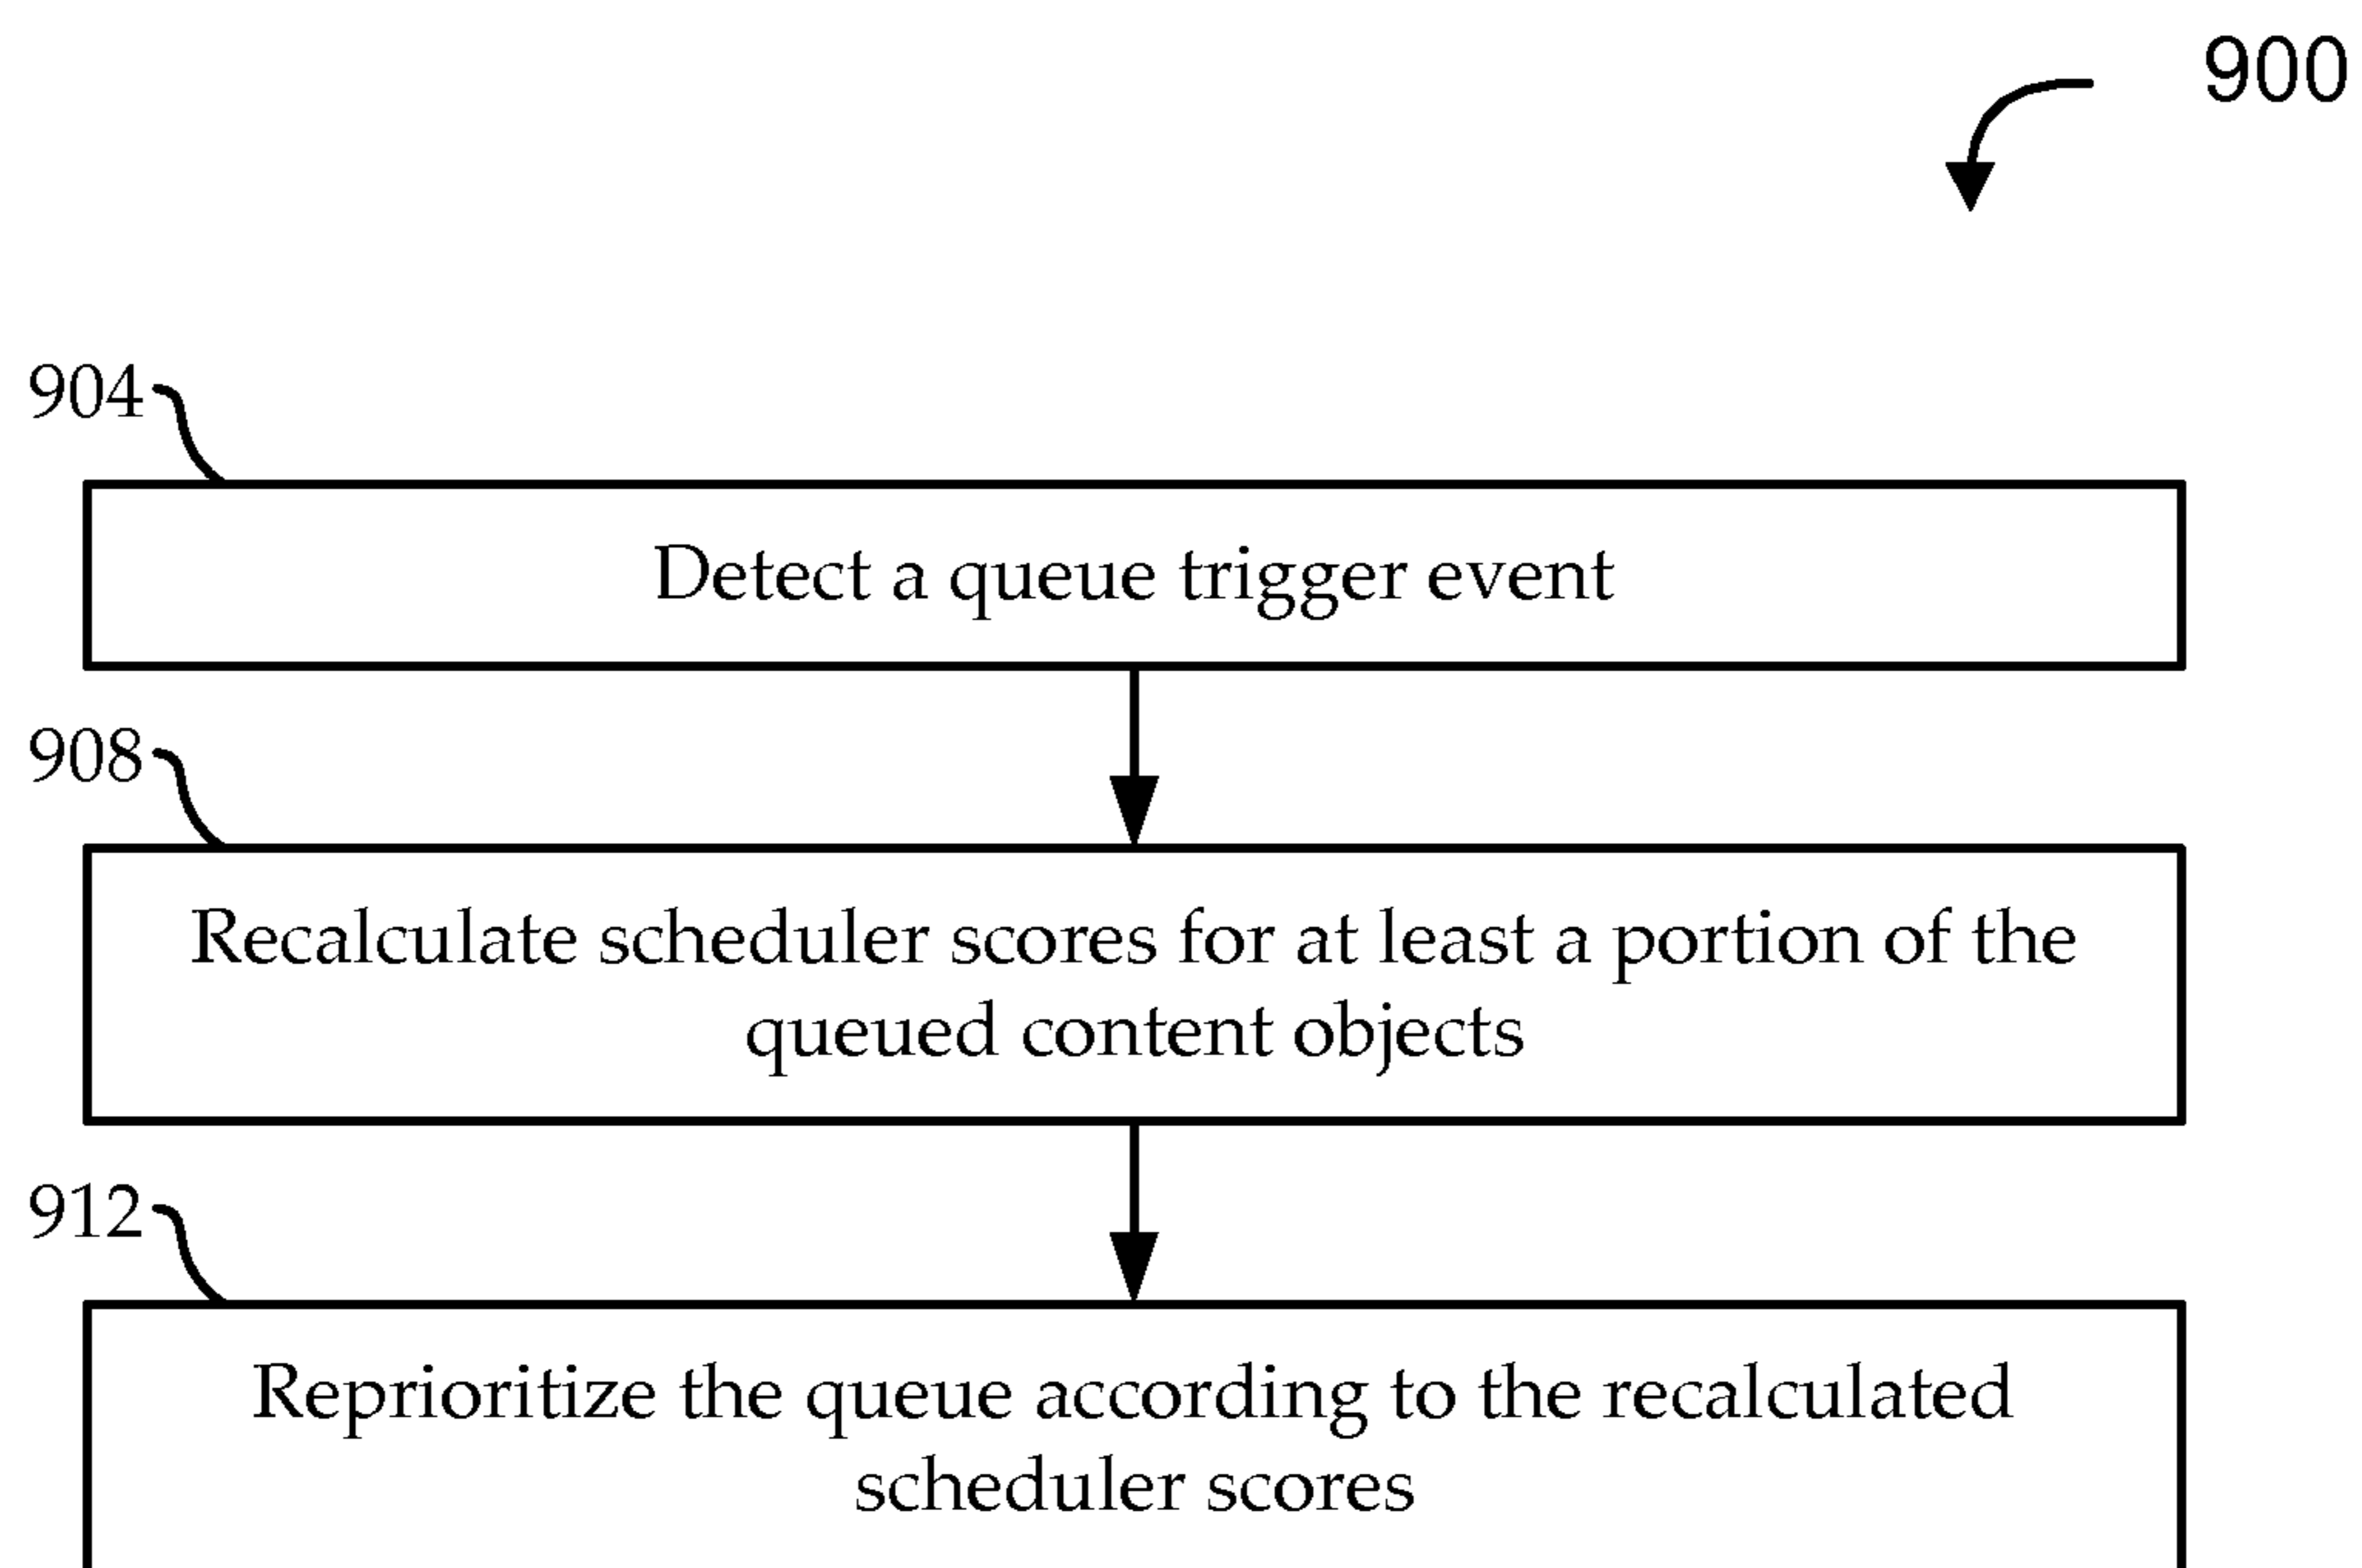 900
904
Detect a queue trigger event
908
Recalculate scheduler scores for at least a portion of the
queued content objects
912
Reprioritize the queue according to the recalculated
scheduler scores